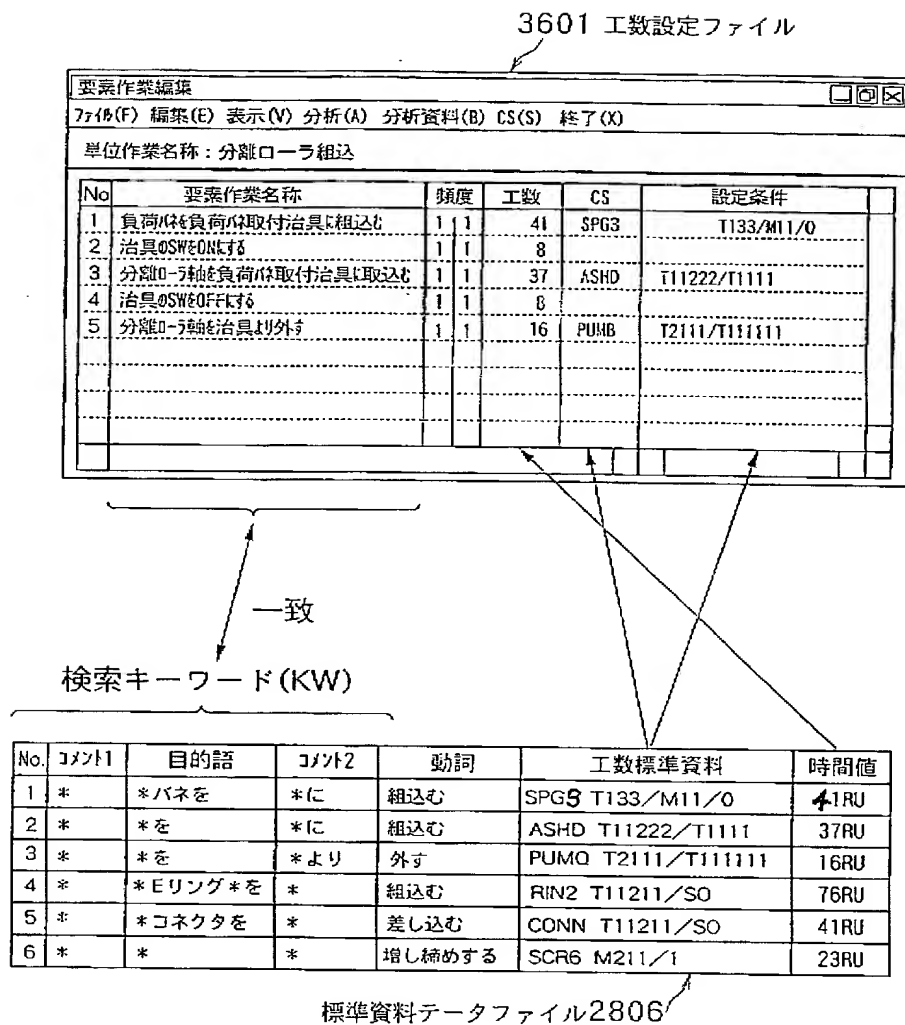 3601 工数設定ファイル
要素作業編集
ファイル(F) 編集(E) 表示(V) 分析(A) 分析資料(B) CS(S) 終了(X)
単位作業名称：分離ローラ組込
No 要素作業名称 頻度 工数 CS 設定条件
1 負荷バネを負荷バネ取付治具に組込む 1 1 41 SPG3 T133/M11/0
2 治具のSWをONにする 1 1 8
3 分離ローラ軸を負荷バネ取付治具に取込む 1 1 37 ASHD T11222/T1111
4 治具のSWをOFFにする 1 1 8
5 分離ローラ軸を治具より外す 1 1 16 PUMB T2111/T111111
一致
検索キーワード(KW)
No. コメント1 目的語 コメント2 動詞 工数標準資料 時間値
1 * *バネを *に 組込む SPG3 T133/M11/0 41RU
2 * *を *に 組込む ASHD T11222/T1111 37RU
3 * *を *より 外す PUMQ T2111/T111111 16RU
4 * *Eリング*を * 組込む RIN2 T11211/SO 76RU
5 * *コネクタを * 差し込む CONN T11211/SO 41RU
6 * * * 増し締めする SCR6 M211/1 23RU
標準資料テータファイル2806